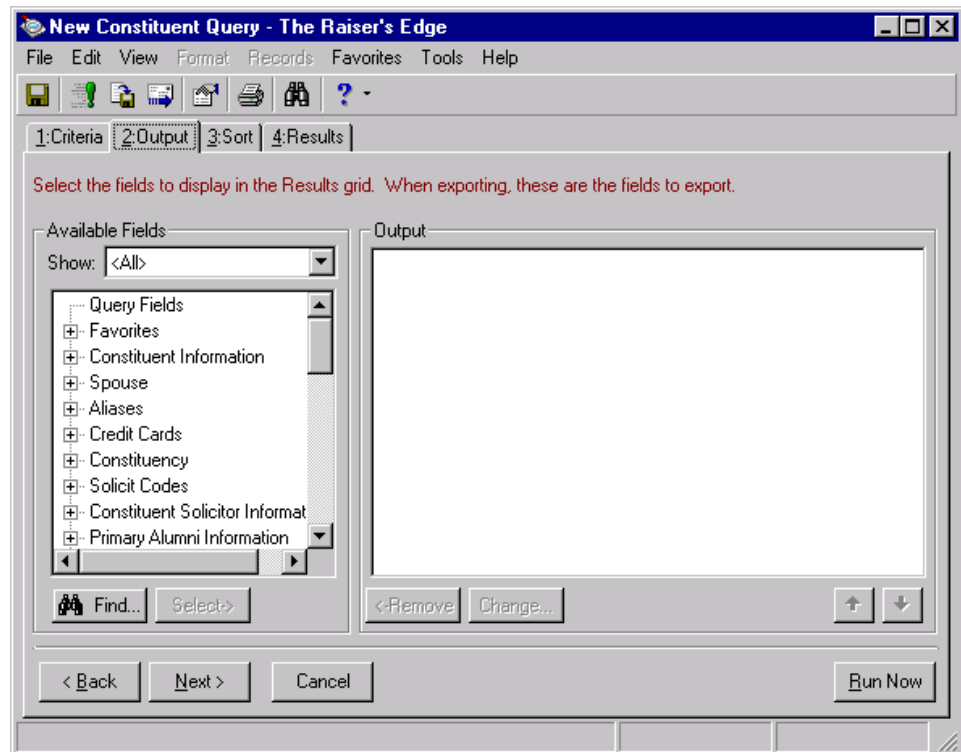 New Constituent Query - The Raiser's Edge
File Edit View Format Records Favorites Tools Help
1:Criteria 2:Output 3:Sort 4:Results
Select the fields to display in the Results grid. When exporting, these are the fields to export.
Available Fields
Show: <All>
Query Fields
Favorites
Constituent Information
Spouse
Aliases
Credit Cards
Constituency
Solicit Codes
Constituent Solicitor Informat
Primary Alumni Information
Find... Select->
Output
<-Remove Change...
< Back Next > Cancel Run Now